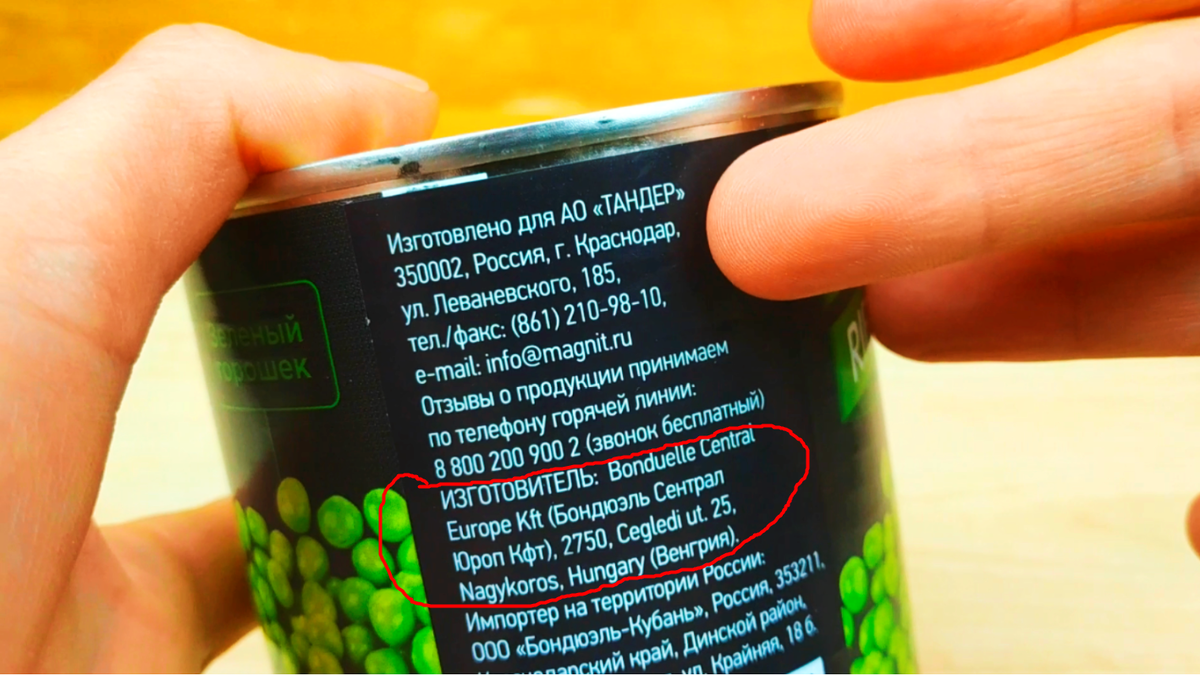 Изготовлено для АО «ТАНДЕР»
350002, Россия, г. Краснодар,
ул. Леваневского, 185,
тел./факс: (861) 210-98-10,
e-mail: info@magnit.ru
Отзывы о продукции принимаем
по телефону горячей линии:
8 800 200 900 2 (звонок бесплатный)
ИЗГОТОВИТЕЛЬ: Bonduelle Central
Europe Kft (Бондюэль Сентрал
Юроп Кфт), 2750, Cegledi ut. 25,
Nagykoros, Hungary (Венгрия).
Импортер на территории России:
ООО «Бондюэль-Кубань», Россия, 353211,
Краснодарский край, Динской район,
ул. Крайняя, 18 б.
зеленый
горошек